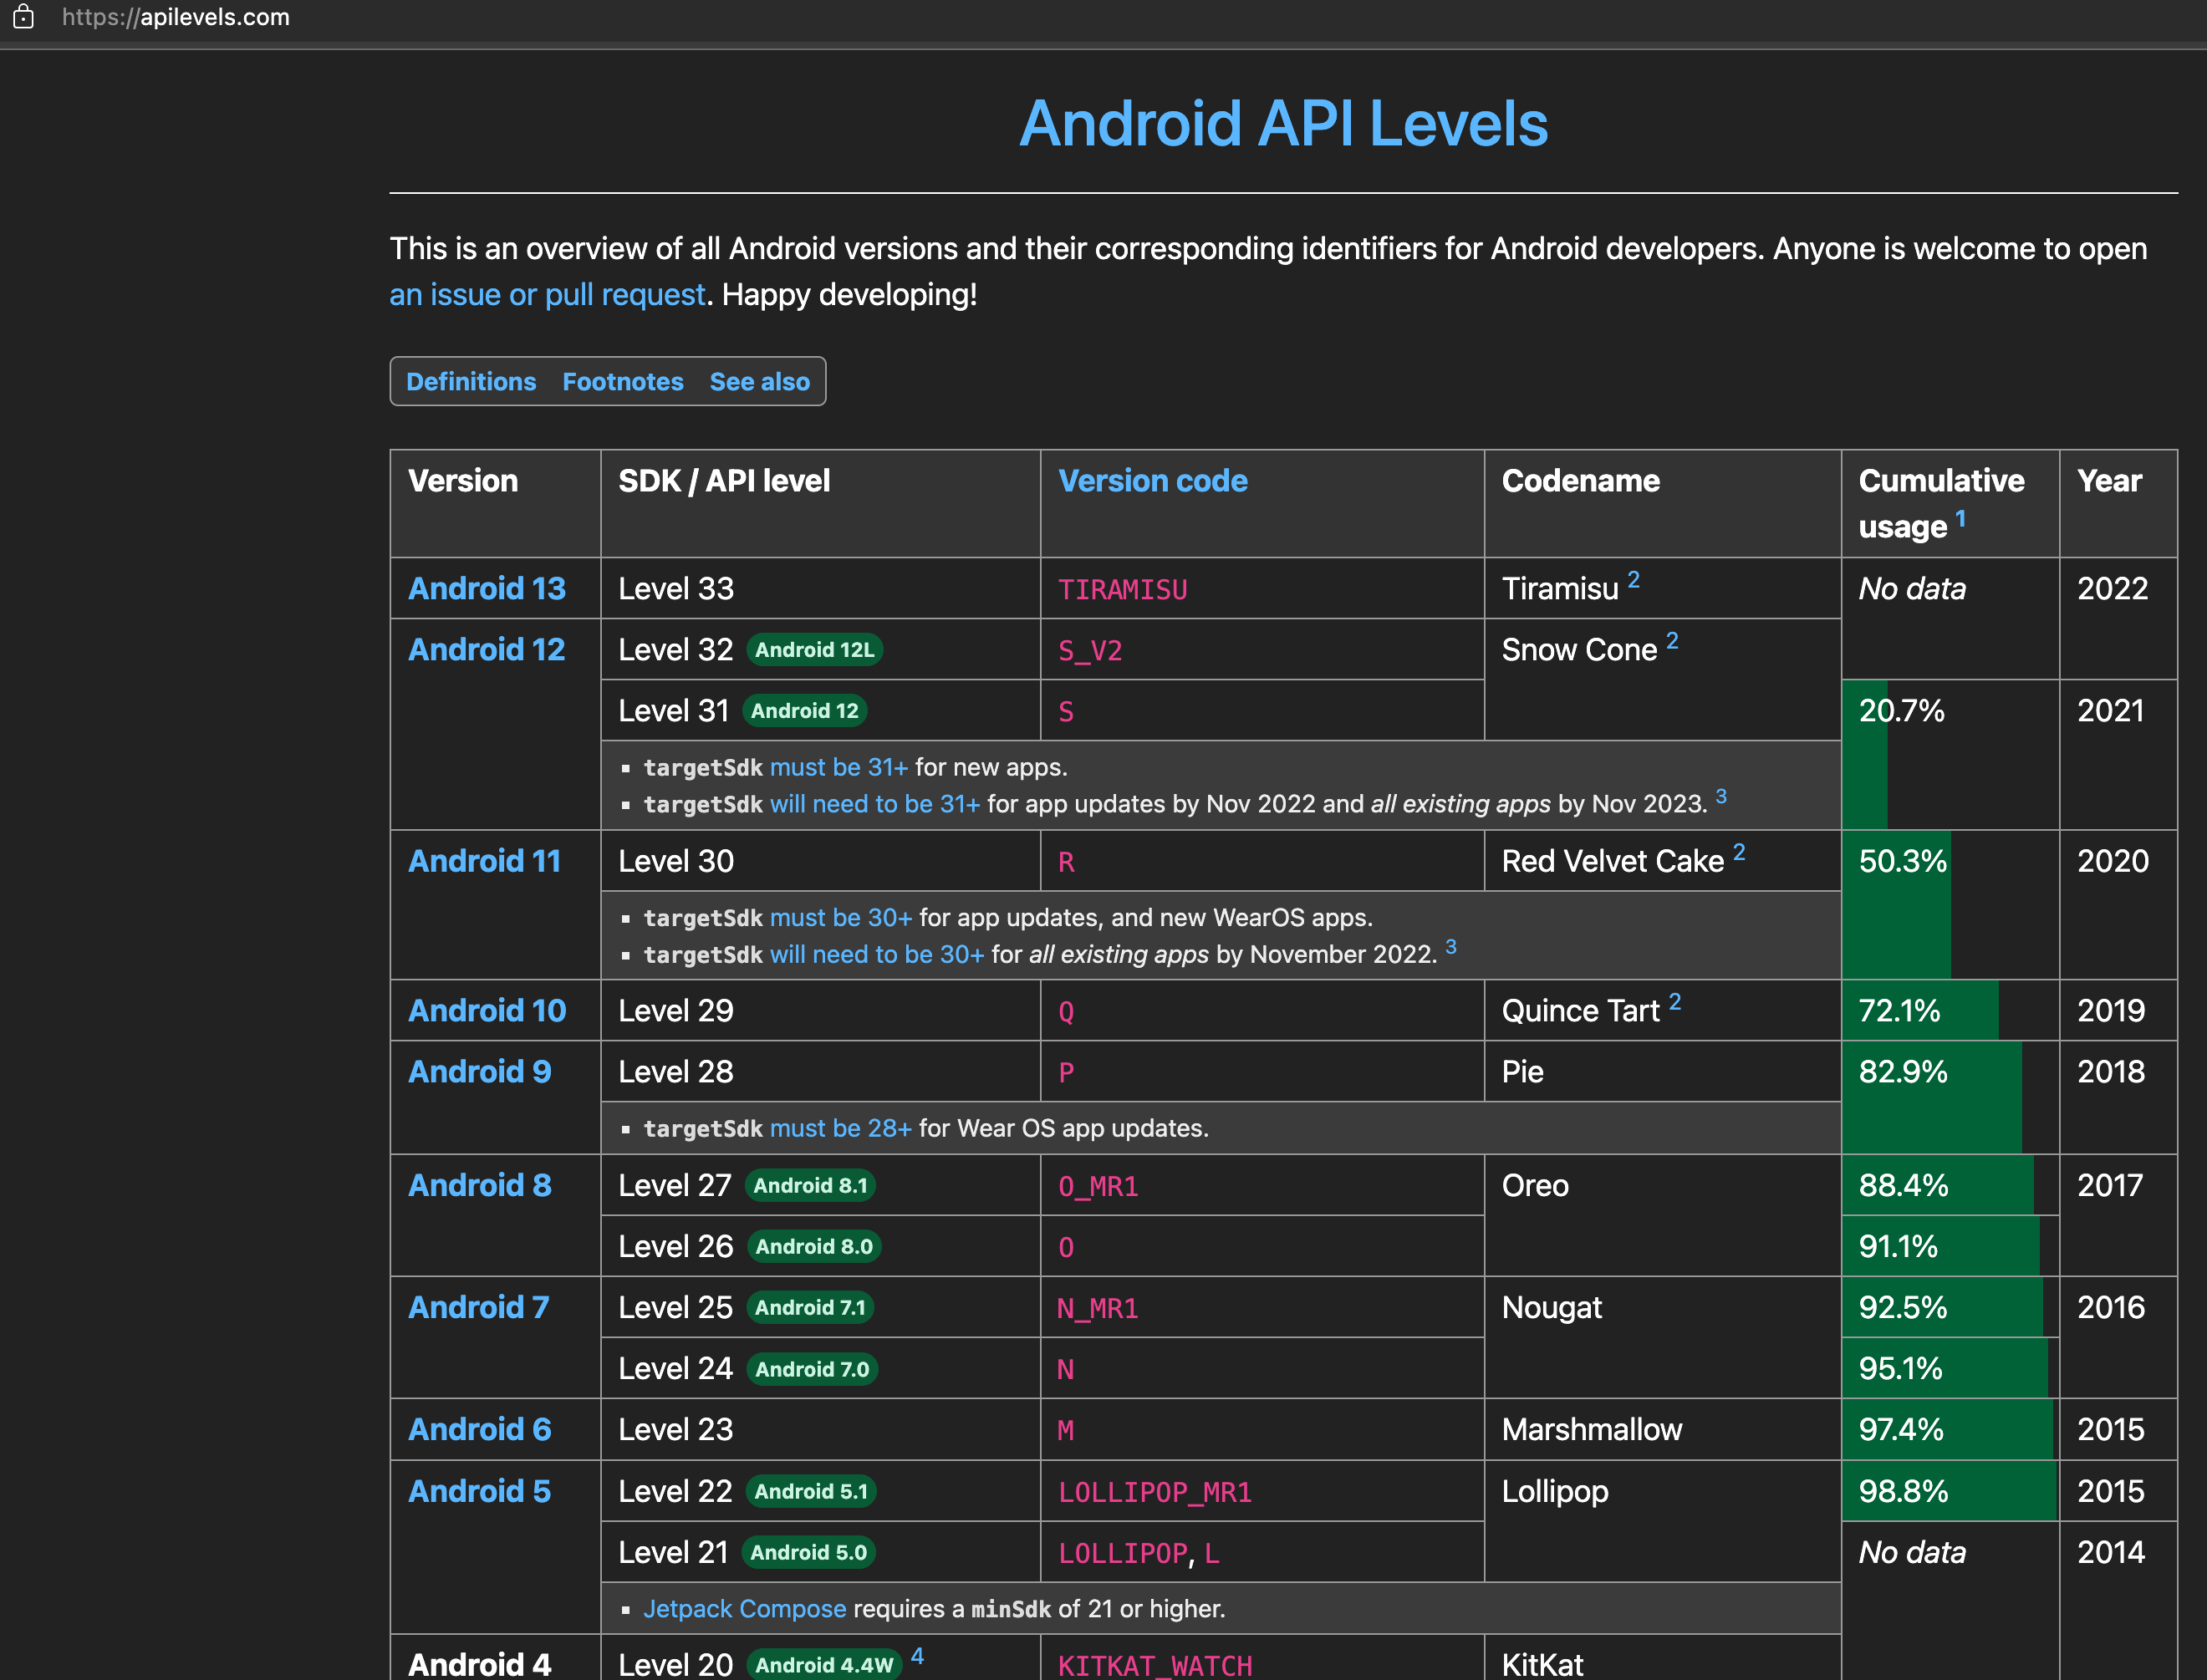 https://apilevels.com
Android API Levels
This is an overview of all Android versions and their corresponding identifiers for Android developers. Anyone is welcome to open
an issue or pull request. Happy developing!
Definitions Footnotes See also
Version SDK / API level Version code Codename Cumulative usage 1 Year
Android 13 Level 33 TIRAMISU Tiramisu 2 No data 2022
Android 12 Level 32 Android 12L S_V2 Snow Cone 2
Level 31 Android 12 S 20.7% 2021
▪ targetSdk must be 31+ for new apps.
▪ targetSdk will need to be 31+ for app updates by Nov 2022 and all existing apps by Nov 2023. 3
Android 11 Level 30 R Red Velvet Cake 2 50.3% 2020
▪ targetSdk must be 30+ for app updates, and new WearOS apps.
▪ targetSdk will need to be 30+ for all existing apps by November 2022. 3
Android 10 Level 29 Q Quince Tart 2 72.1% 2019
Android 9 Level 28 P Pie 82.9% 2018
▪ targetSdk must be 28+ for Wear OS app updates.
Android 8 Level 27 Android 8.1 O_MR1 Oreo 88.4% 2017
Level 26 Android 8.0 O 91.1%
Android 7 Level 25 Android 7.1 N_MR1 Nougat 92.5% 2016
Level 24 Android 7.0 N 95.1%
Android 6 Level 23 M Marshmallow 97.4% 2015
Android 5 Level 22 Android 5.1 LOLLIPOP_MR1 Lollipop 98.8% 2015
Level 21 Android 5.0 LOLLIPOP, L No data 2014
▪ Jetpack Compose requires a minSdk of 21 or higher.
Android 4 Level 20 Android 4.4W 4 KITKAT_WATCH KitKat